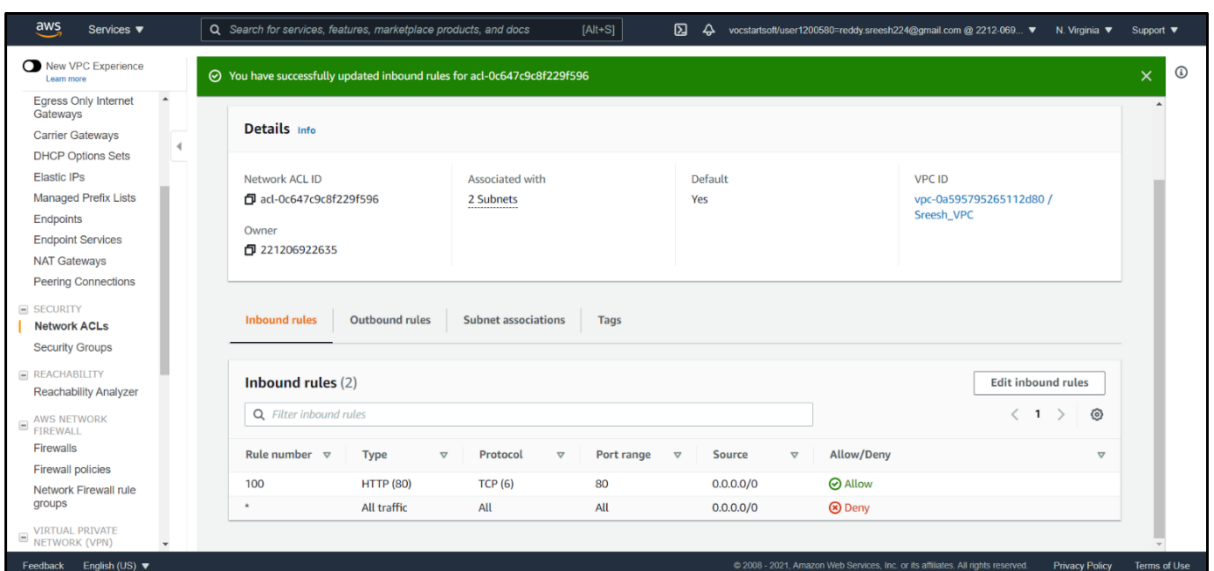 aws Services ▼ Search for services, features, marketplace products, and docs [Alt+S] vocstartsoft/user1200580=reddy.sreesh224@gmail.com @ 2212-069... ▼ N. Virginia ▼ Support ▼
New VPC Experience
Learn more
Egress Only Internet
Gateways
Carrier Gateways
DHCP Options Sets
Elastic IPs
Managed Prefix Lists
Endpoints
Endpoint Services
NAT Gateways
Peering Connections
SECURITY
Network ACLs
Security Groups
REACHABILITY
Reachability Analyzer
AWS NETWORK
FIREWALL
Firewalls
Firewall policies
Network Firewall rule
groups
VIRTUAL PRIVATE
NETWORK (VPN)
You have successfully updated inbound rules for acl-0c647c9c8f229f596
Details Info
Network ACL ID
acl-0c647c9c8f229f596
Associated with
2 Subnets
Default
Yes
VPC ID
vpc-0a595795265112d80 /
Sreesh_VPC
Owner
221206922635
Inbound rules Outbound rules Subnet associations Tags
Inbound rules (2) Edit inbound rules
Filter inbound rules < 1 >
Rule number Type Protocol Port range Source Allow/Deny
100 HTTP (80) TCP (6) 80 0.0.0.0/0 Allow
* All traffic All All 0.0.0.0/0 Deny
Feedback English (US) ▼ © 2008 - 2021, Amazon Web Services, Inc. or its affiliates. All rights reserved. Privacy Policy Terms of Use